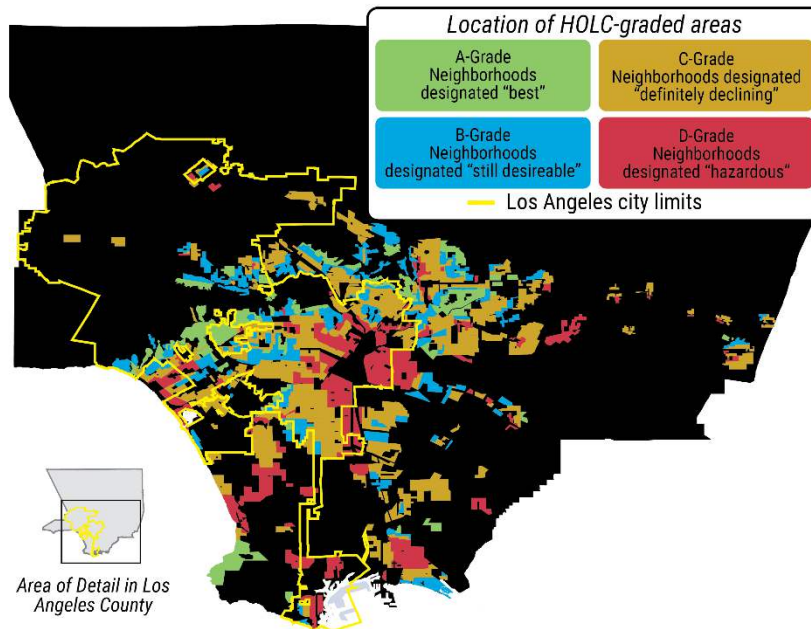 Location of HOLC-graded areas
A-Grade
Neighborhoods
designated “best”
C-Grade
Neighborhoods designated
“definitely declining”
B-Grade
Neighborhoods
designated “still desireable”
D-Grade
Neighborhoods
designated “hazardous”
Los Angeles city limits
Area of Detail in Los
Angeles County